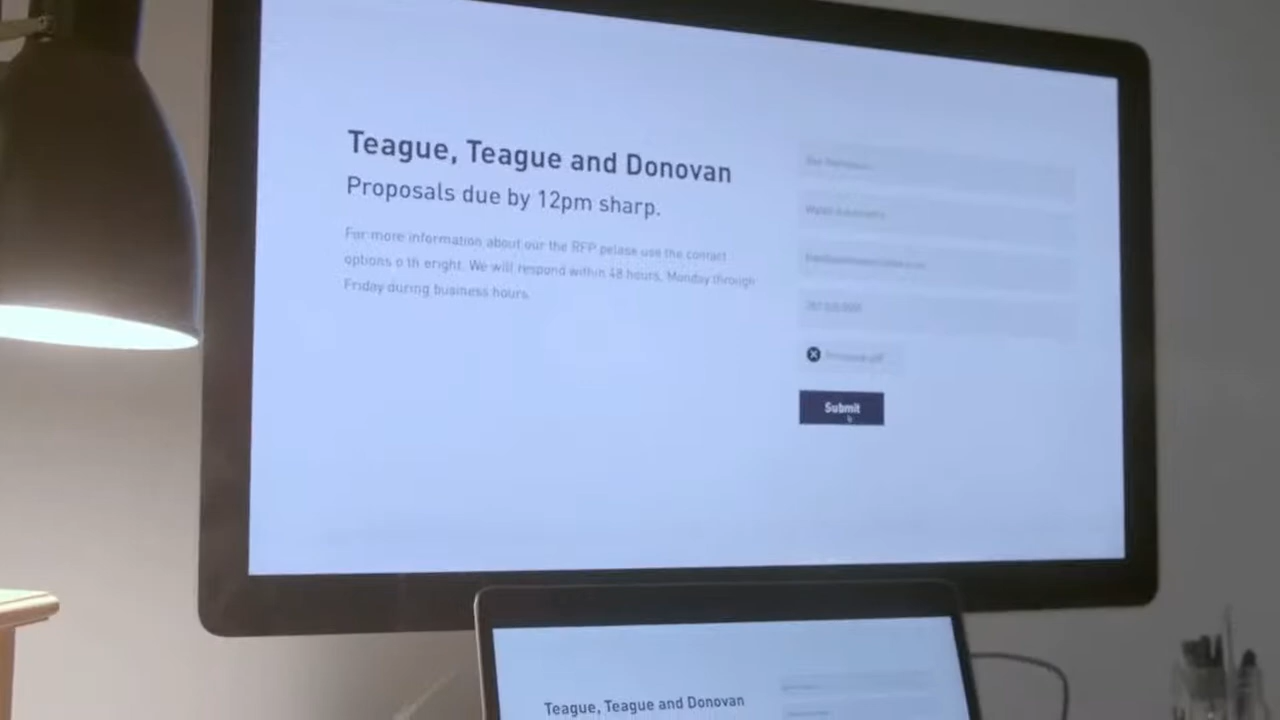 Teague, Teague and Donovan
Proposals due by 12pm sharp.
For more information about our the RFP pelase use the contact
options o th eright. We will respond within 48 hours, Monday through
Friday during business hours.
Submit
Teague, Teague and Donovan